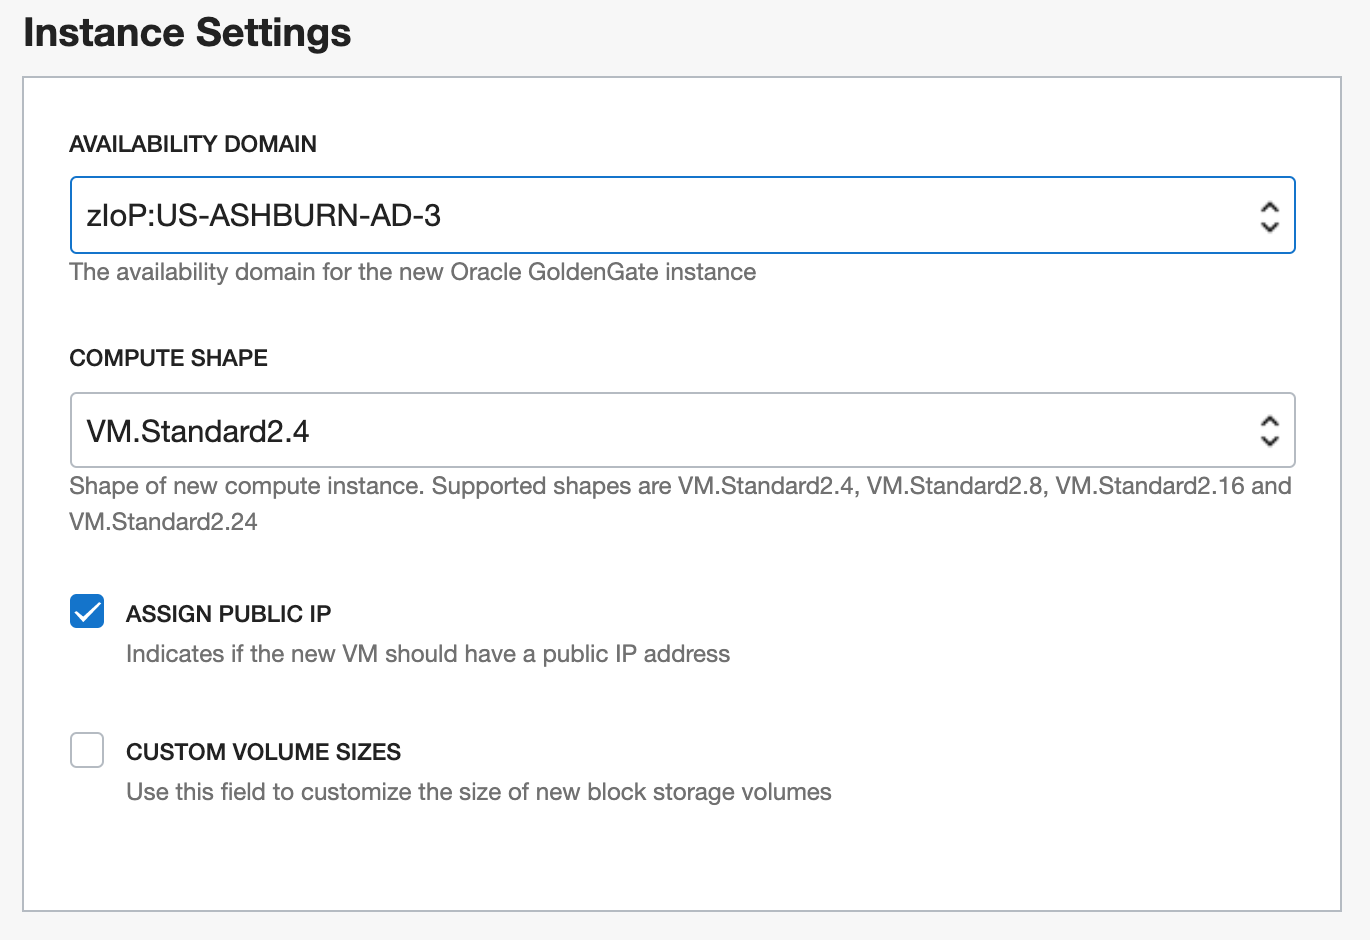 Instance Settings
AVAILABILITY DOMAIN
zIoP:US-ASHBURN-AD-3
The availability domain for the new Oracle GoldenGate instance
COMPUTE SHAPE
VM.Standard2.4
Shape of new compute instance. Supported shapes are VM.Standard2.4, VM.Standard2.8, VM.Standard2.16 and
VM.Standard2.24
ASSIGN PUBLIC IP
Indicates if the new VM should have a public IP address
CUSTOM VOLUME SIZES
Use this field to customize the size of new block storage volumes